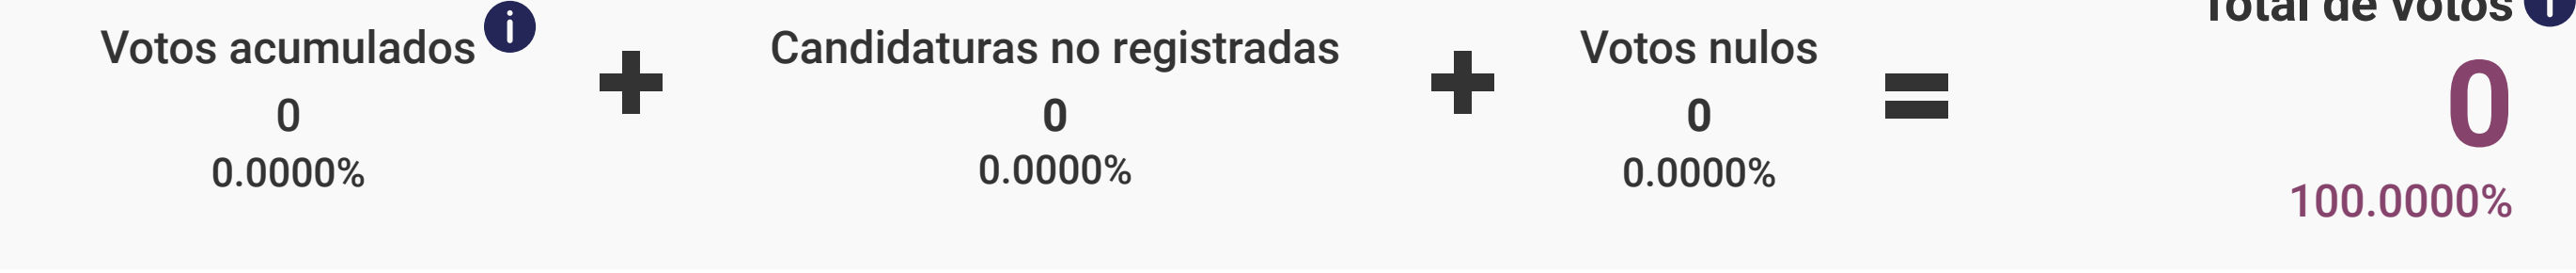 Total de votos
Votos acumulados i
Candidaturas no registradas
Votos nulos
0
+
0
+
0
=
0
0.0000%
0.0000%
0.0000%
100.0000%